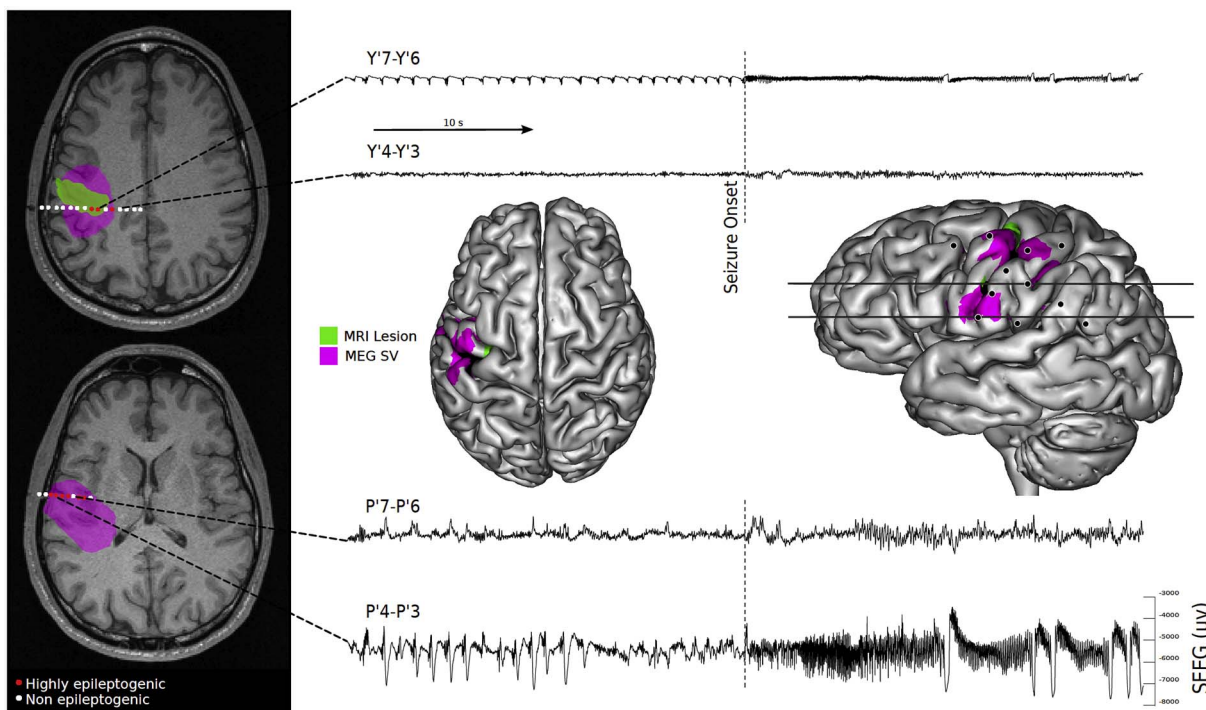 Y'7-Y'6
10 s
Y'4-Y'3
Seizure Onset
MRI Lesion
MEG SV
P'7-P'6
P'4-P'3
-3000
-4000
-5000
-6000
-7000
-8000
SEEG (μv)
Highly epileptogenic
Non epileptogenic